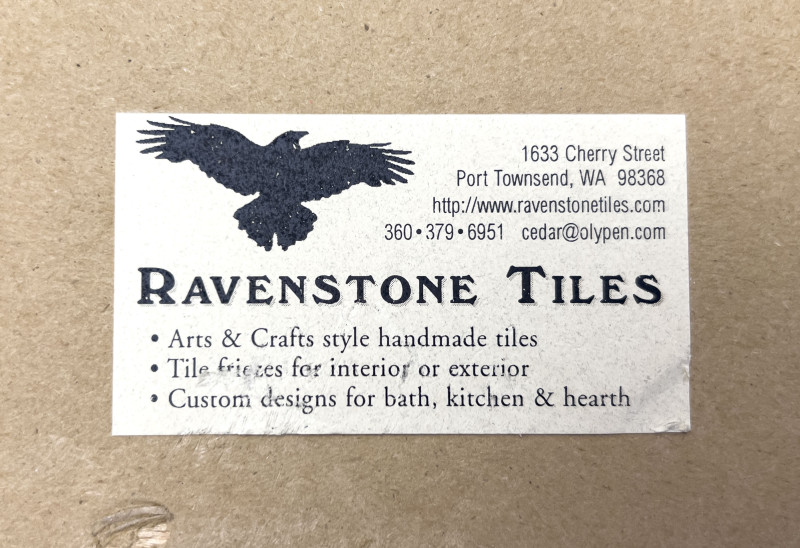 1633 Cherry Street
Port Townsend, WA 98368
http://www.ravenstonetiles.com
360•379•6951 cedar@olypen.com
RAVENSTONE TILES
• Arts & Crafts style handmade tiles
• Tile friezes for interior or exterior
• Custom designs for bath, kitchen & hearth